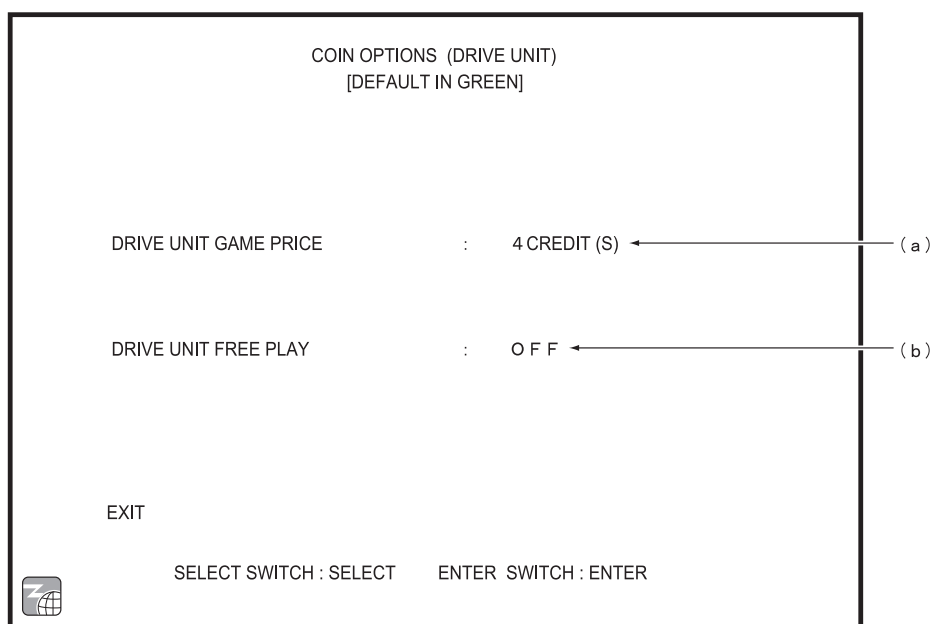 COIN OPTIONS (DRIVE UNIT)
[DEFAULT IN GREEN]
DRIVE UNIT GAME PRICE : 4 CREDIT (S) (a)
DRIVE UNIT FREE PLAY : O F F (b)
EXIT
SELECT SWITCH : SELECT ENTER SWITCH : ENTER